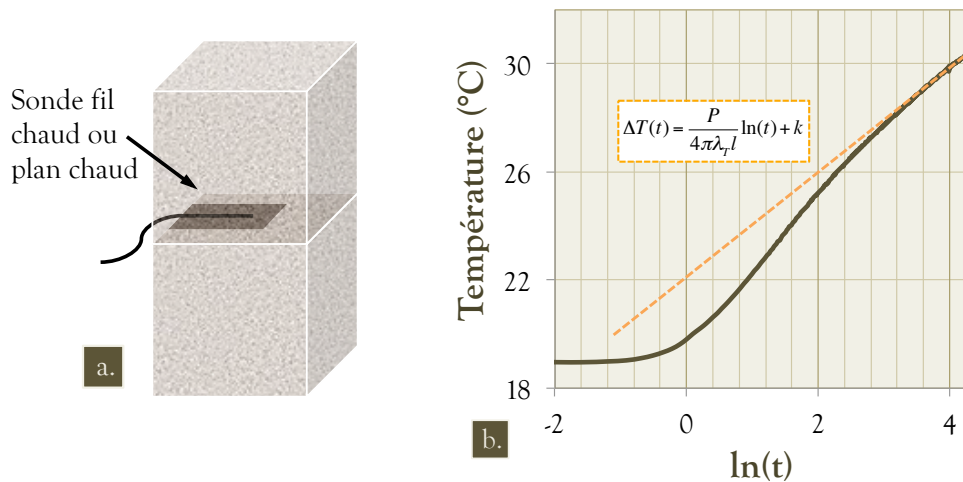 Sonde fil
chaud ou
plan chaud
a.
Température (°C)
30
26
22
18
ΔT(t) = P / 4πλ_T l ln(t) + k
-2
0
2
4
b.
ln(t)